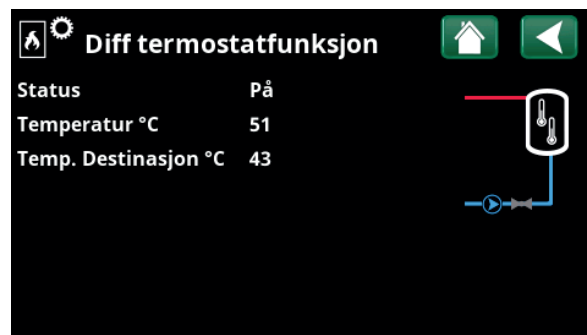 Diff termostatfunksjon
Status På
Temperatur °C 51
Temp. Destinasjon °C 43